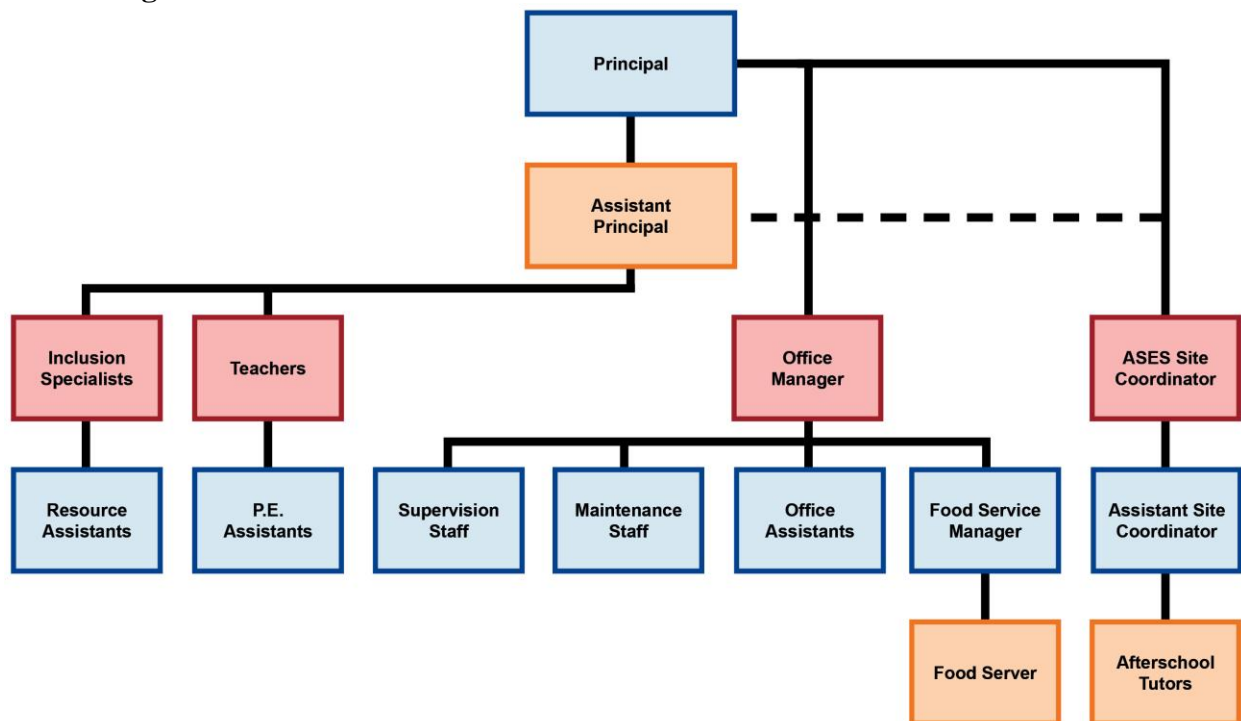 Principal
Assistant
Principal
Inclusion
Specialists
Teachers
Office
Manager
ASES Site
Coordinator
Resource
Assistants
P.E.
Assistants
Supervision
Staff
Maintenance
Staff
Office
Assistants
Food Service
Manager
Assistant Site
Coordinator
Food Server
Afterschool
Tutors